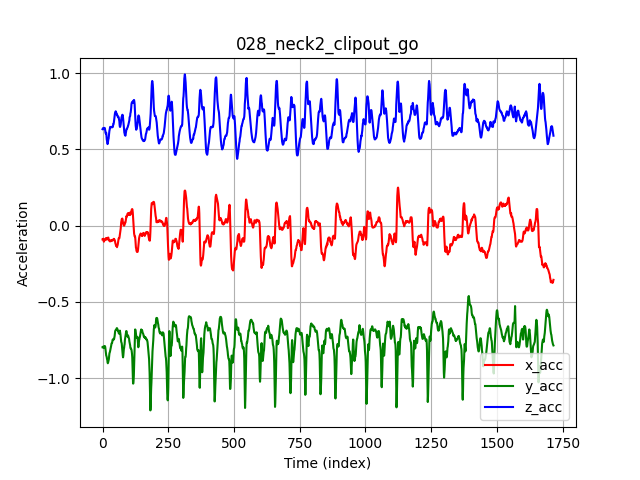 028_neck2_clipout_go
1.0
0.5
0.0
−0.5
−1.0
Acceleration
0 250 500 750 1000 1250 1500 1750
Time (index)
x_acc
y_acc
z_acc